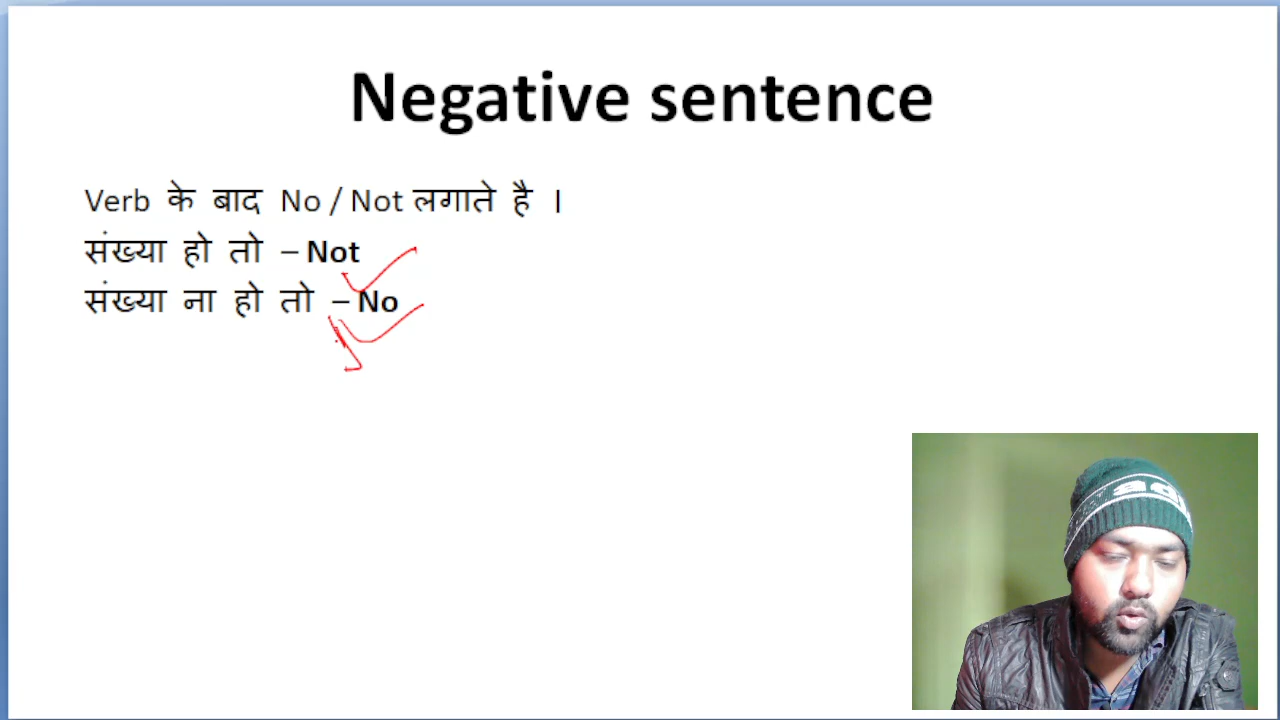 Negative sentence
Verb के बाद No / Not लगाते है ।
संख्या हो तो – Not
संख्या ना हो तो – No